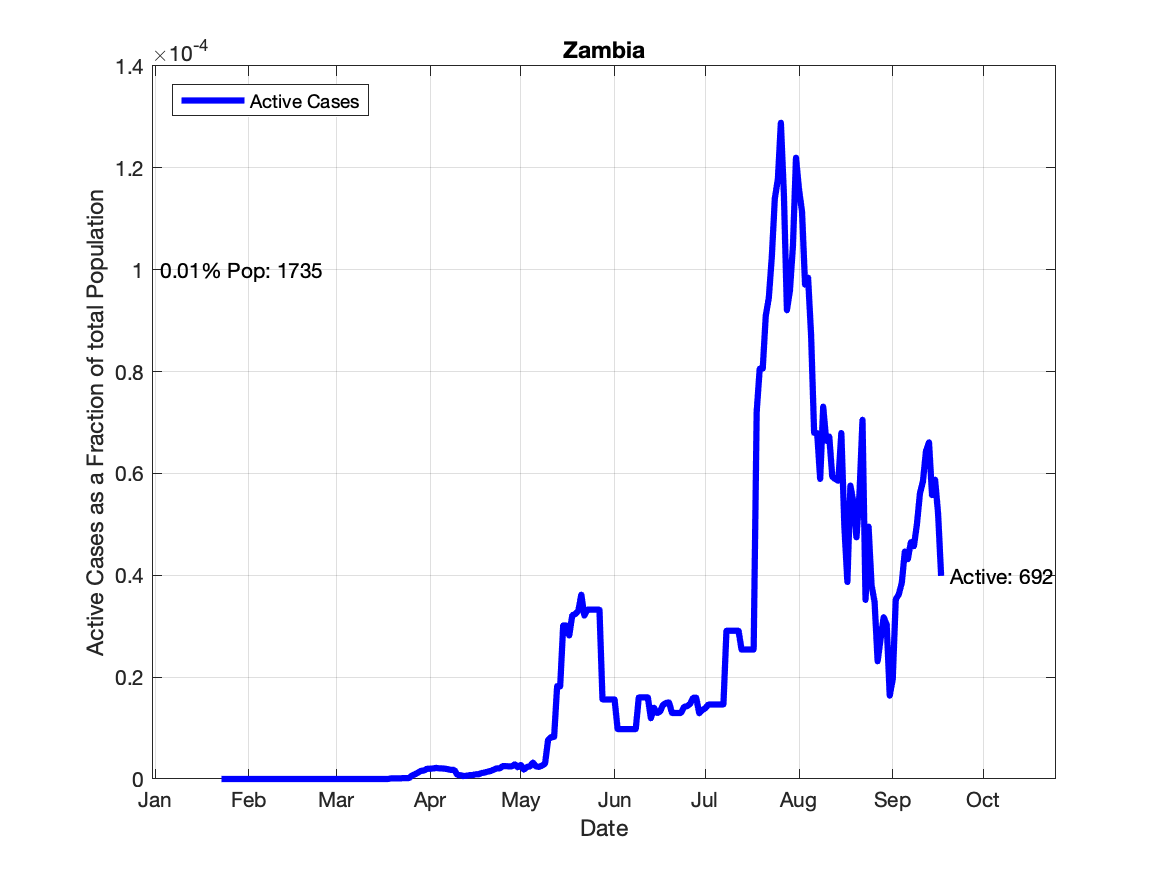 Zambia
×10-4
1.4
1.2
1
0.8
0.6
0.4
0.2
0
Active Cases as a Fraction of total Population
Active Cases
0.01% Pop: 1735
Active: 692
Jan Feb Mar Apr May Jun Jul Aug Sep Oct
Date